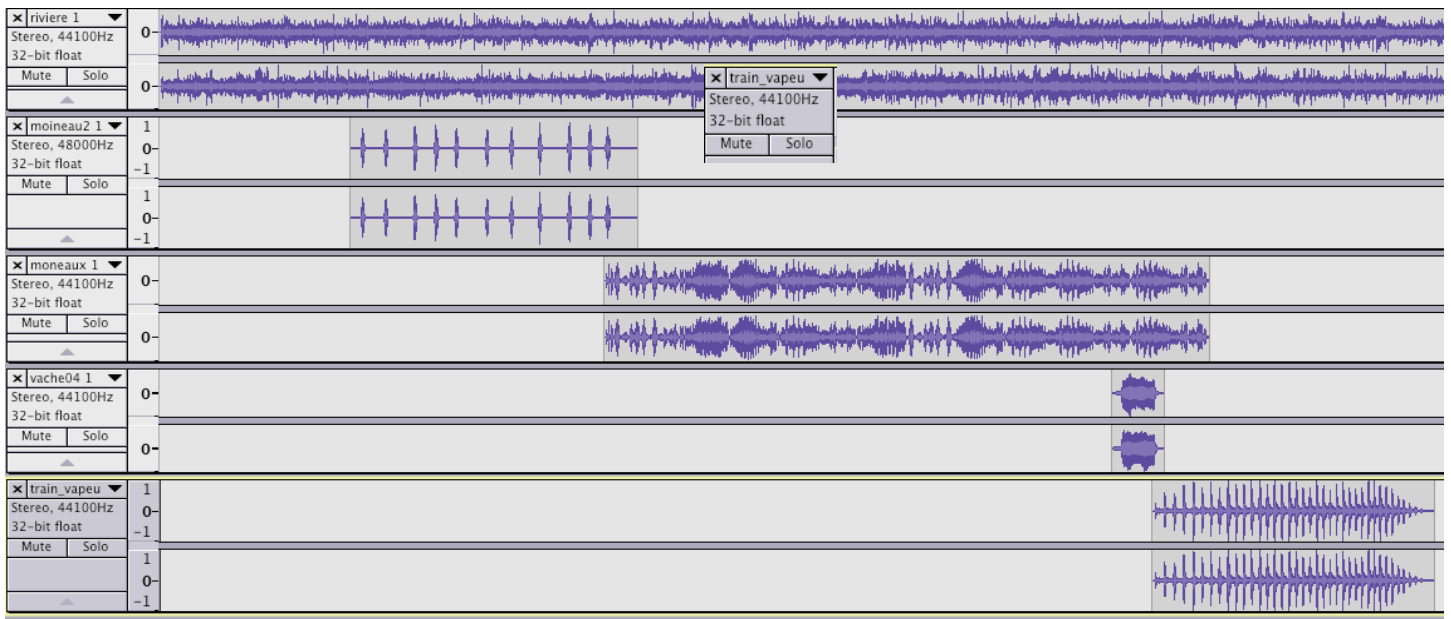 riviere 1
Stereo, 44100Hz
32-bit float
Mute Solo
0-
0-
train_vapeu
Stereo, 44100Hz
32-bit float
Mute Solo
moineau2 1
Stereo, 48000Hz
32-bit float
Mute Solo
1
0-
-1
1
0-
-1
moneaux 1
Stereo, 44100Hz
32-bit float
Mute Solo
0-
0-
vache04 1
Stereo, 44100Hz
32-bit float
Mute Solo
0-
0-
train_vapeu
Stereo, 44100Hz
32-bit float
Mute Solo
1
0-
-1
1
0-
-1